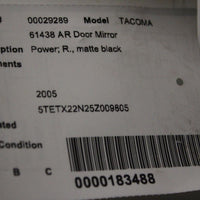 00029289 Model TACOMA
61438 AR Door Mirror
ption Power; R., matte black
ments
2005
5TETX22N25Z009805
ted
Condition
B C
0000183488